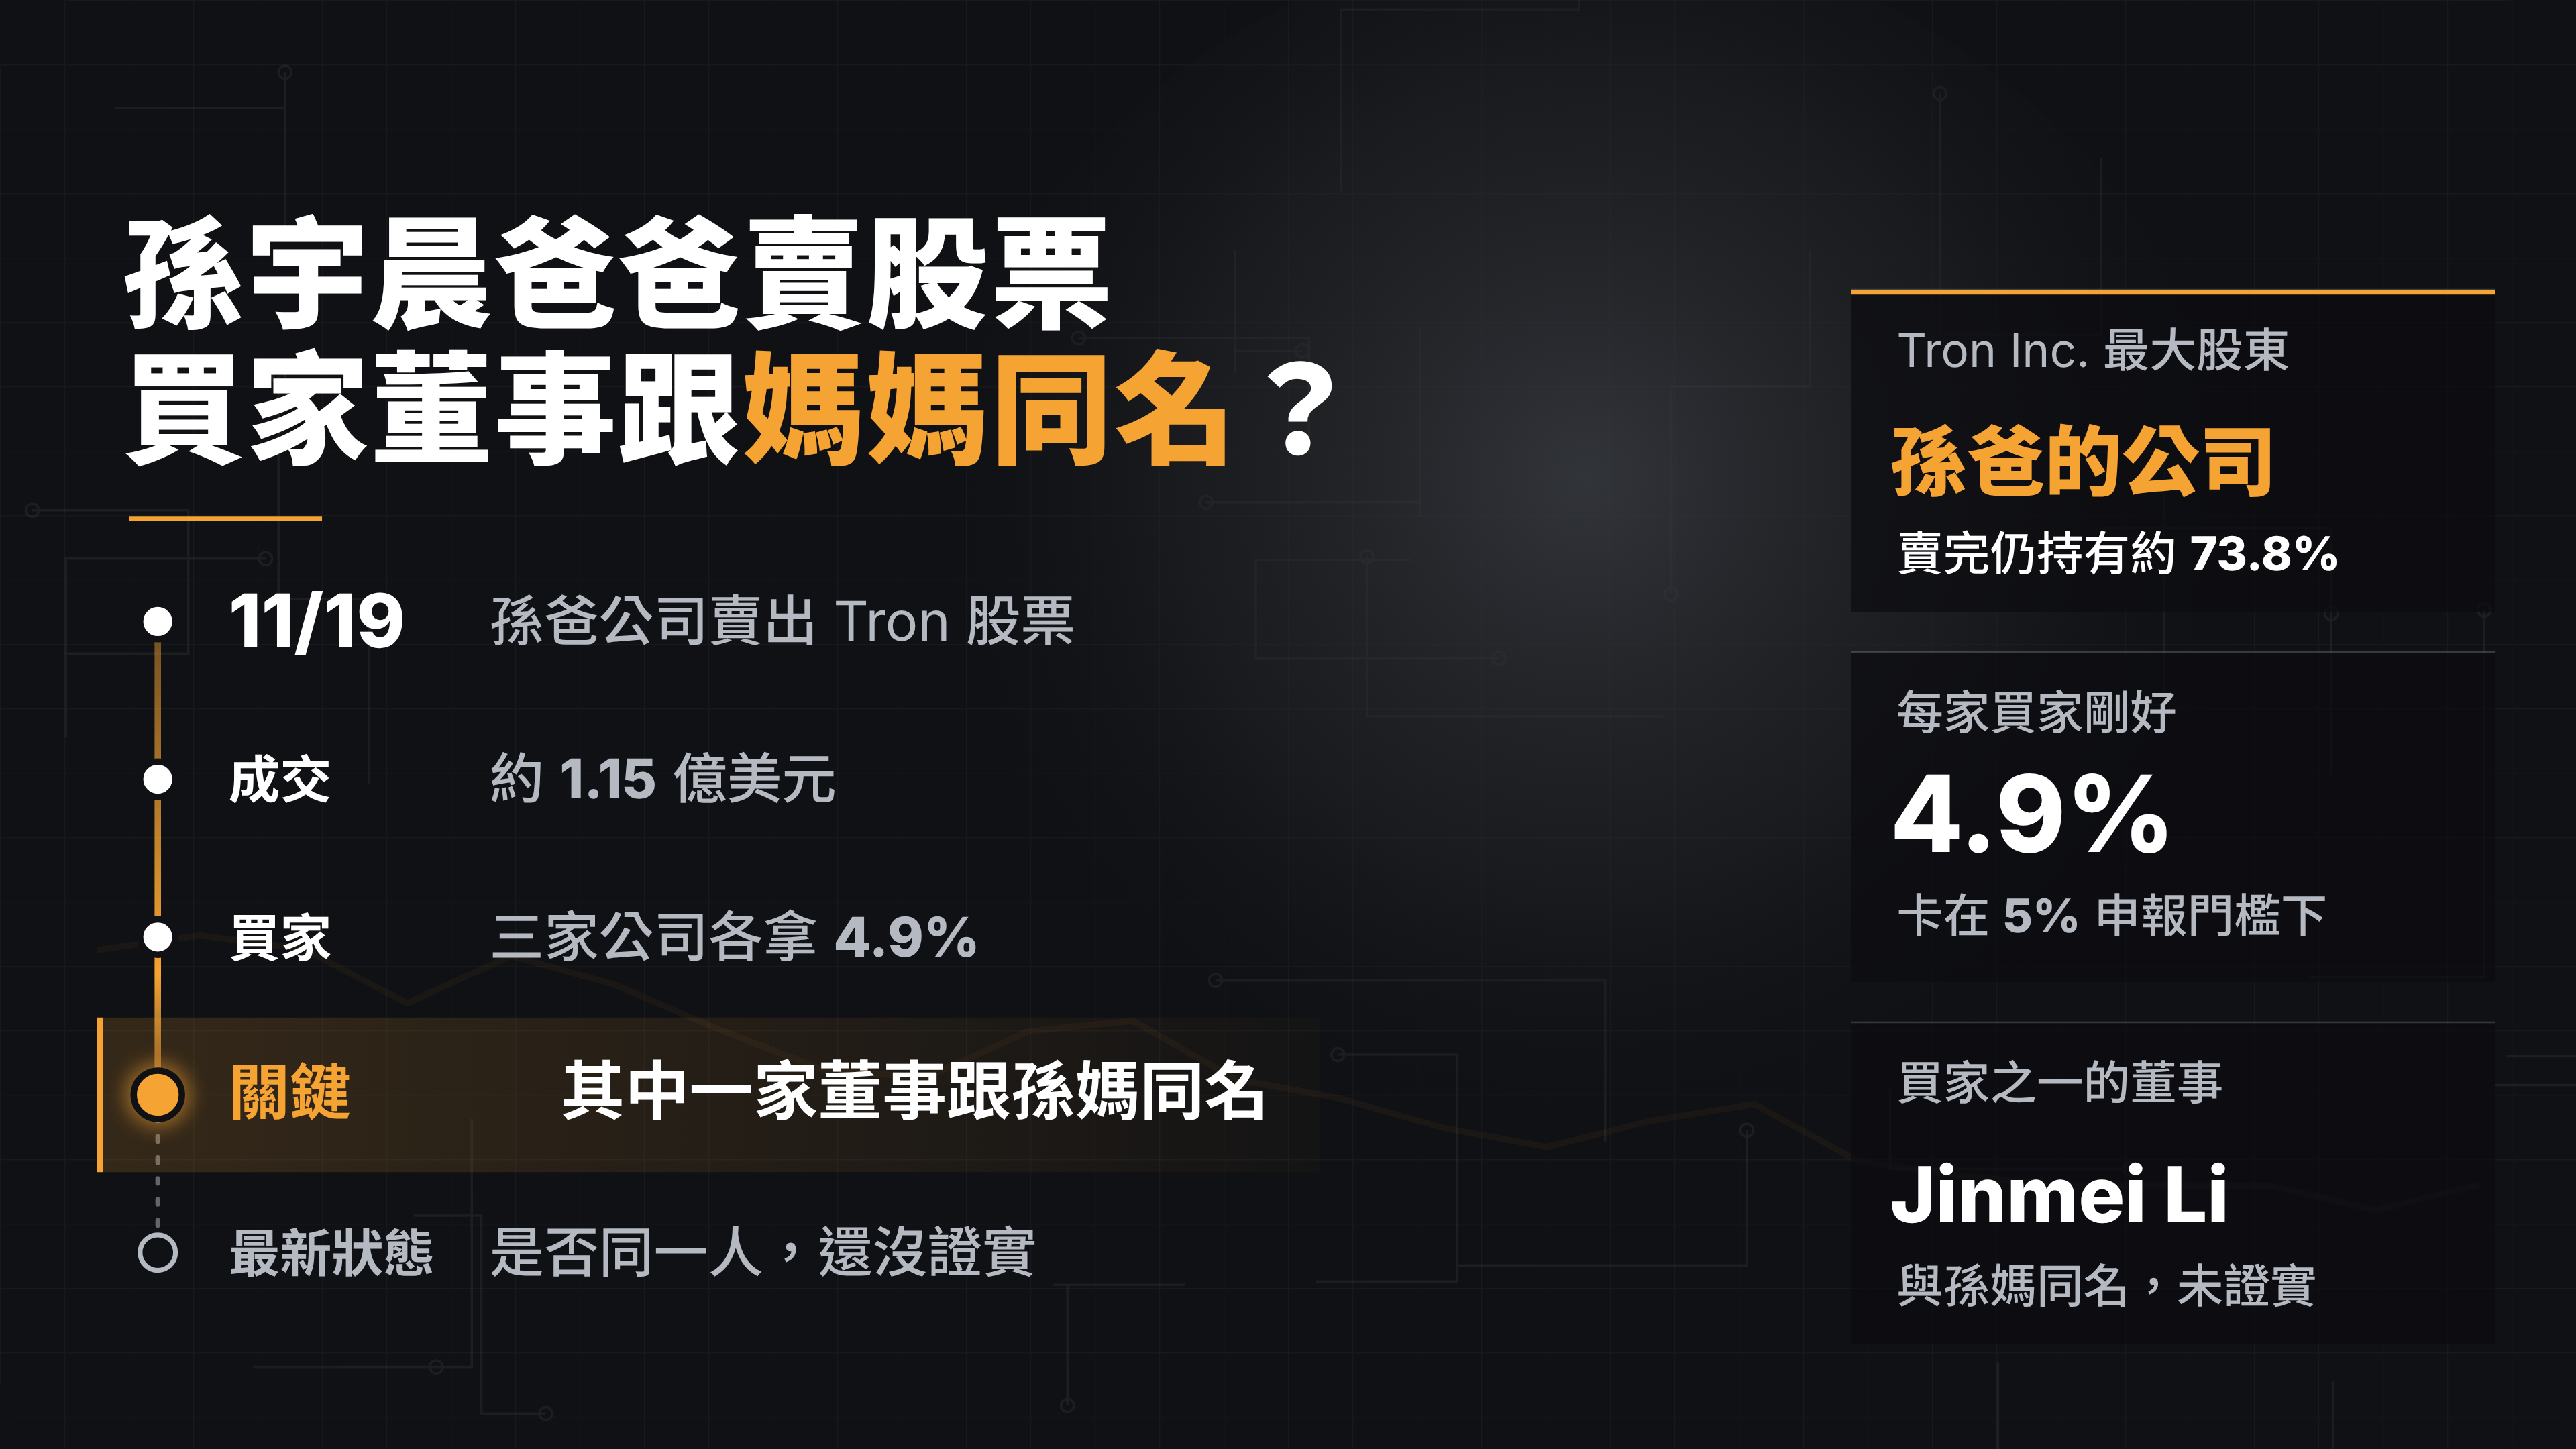 孫宇晨爸爸賣股票
買家董事跟媽媽同名？
11/19 孫爸公司賣出 Tron 股票
成交 約 1.15 億美元
買家 三家公司各拿 4.9%
關鍵 其中一家董事跟孫媽同名
最新狀態 是否同一人，還沒證實
Tron Inc. 最大股東
孫爸的公司
賣完仍持有約 73.8%
每家買家剛好
4.9%
卡在 5% 申報門檻下
買家之一的董事
Jinmei Li
與孫媽同名，未證實